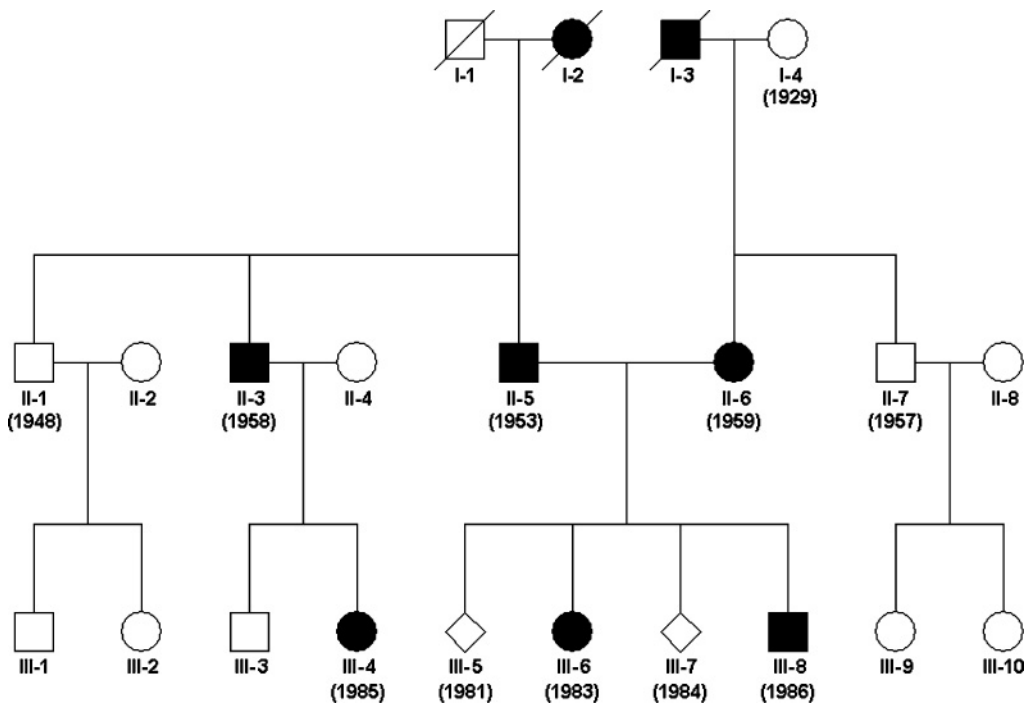 I-1 I-2 I-3 I-4
(1929)
II-1 II-2 II-3 II-4 II-5 II-6 II-7 II-8
(1948) (1958) (1953) (1959) (1957)
III-1 III-2 III-3 III-4 III-5 III-6 III-7 III-8 III-9 III-10
(1985) (1981) (1983) (1984) (1986)